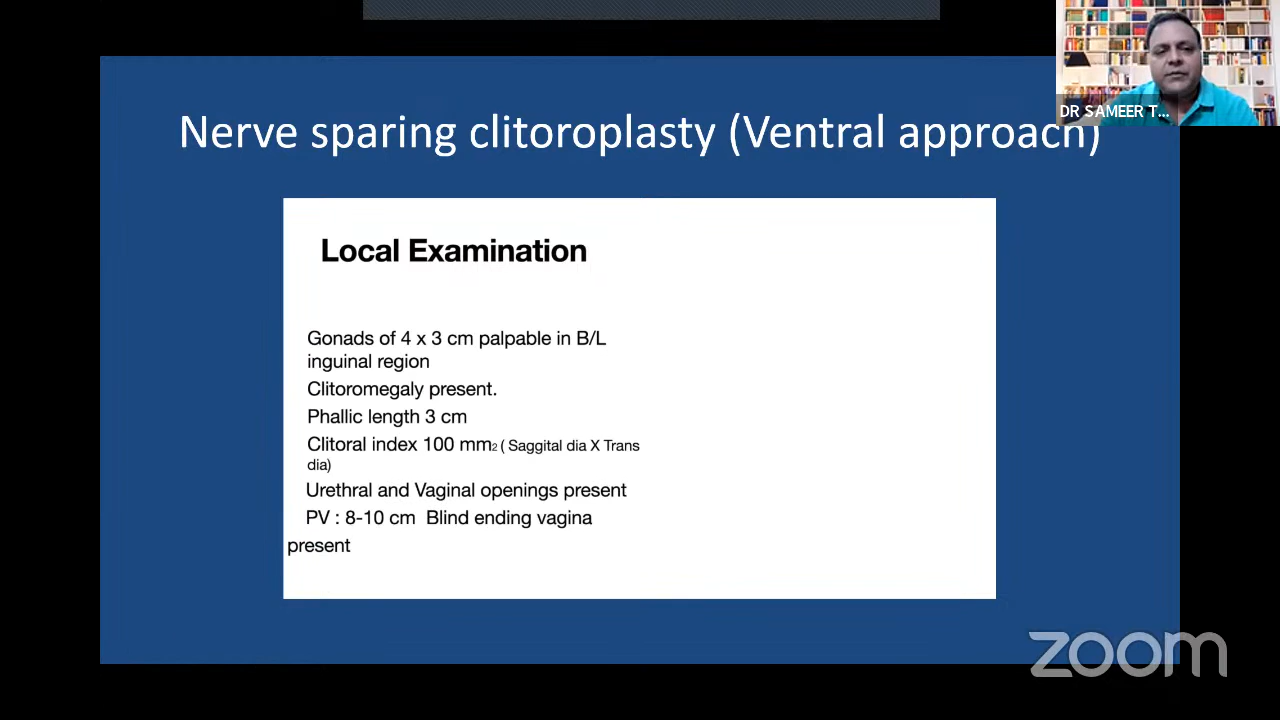 DR SAMEER T...
Nerve sparing clitoroplasty (Ventral approach)
Local Examination
Gonads of 4 x 3 cm palpable in B/L
inguinal region
Clitoromegaly present.
Phallic length 3 cm
Clitoral index 100 mm2 ( Saggital dia X Trans
dia)
Urethral and Vaginal openings present
PV : 8-10 cm Blind ending vagina
present
zoom